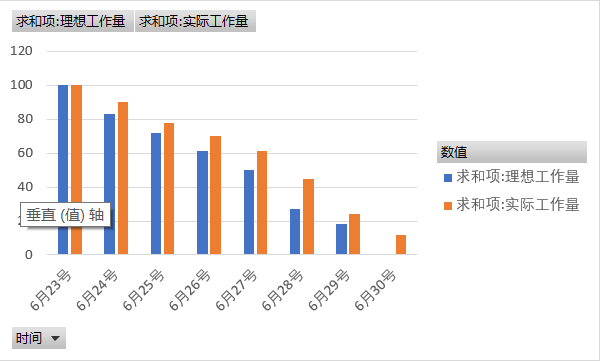 求和项:理想工作量 求和项:实际工作量
120
100
80
60
40
垂直 (值) 轴
0
6月23号 6月24号 6月25号 6月26号 6月27号 6月28号 6月29号 6月30号
数值
求和项:理想工作量
求和项:实际工作量
时间